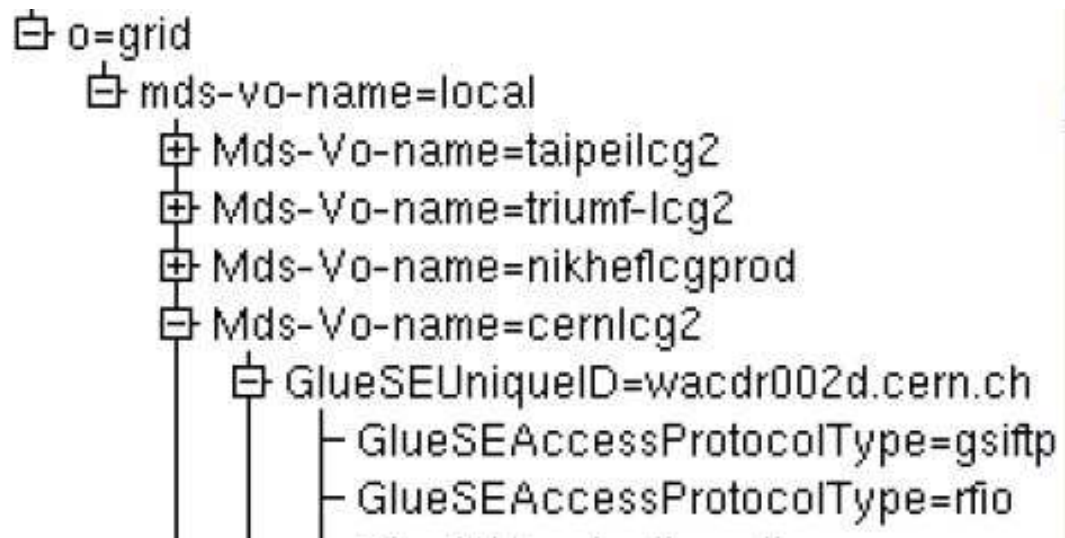 o=grid
mds-vo-name=local
Mds-Vo-name=taipeilcg2
Mds-Vo-name=triumf-lcg2
Mds-Vo-name=nikheflcgprod
Mds-Vo-name=cernlcg2
GlueSEUniqueID=wacdr002d.cern.ch
GlueSEAccessProtocolType=gsiftp
GlueSEAccessProtocolType=rfio